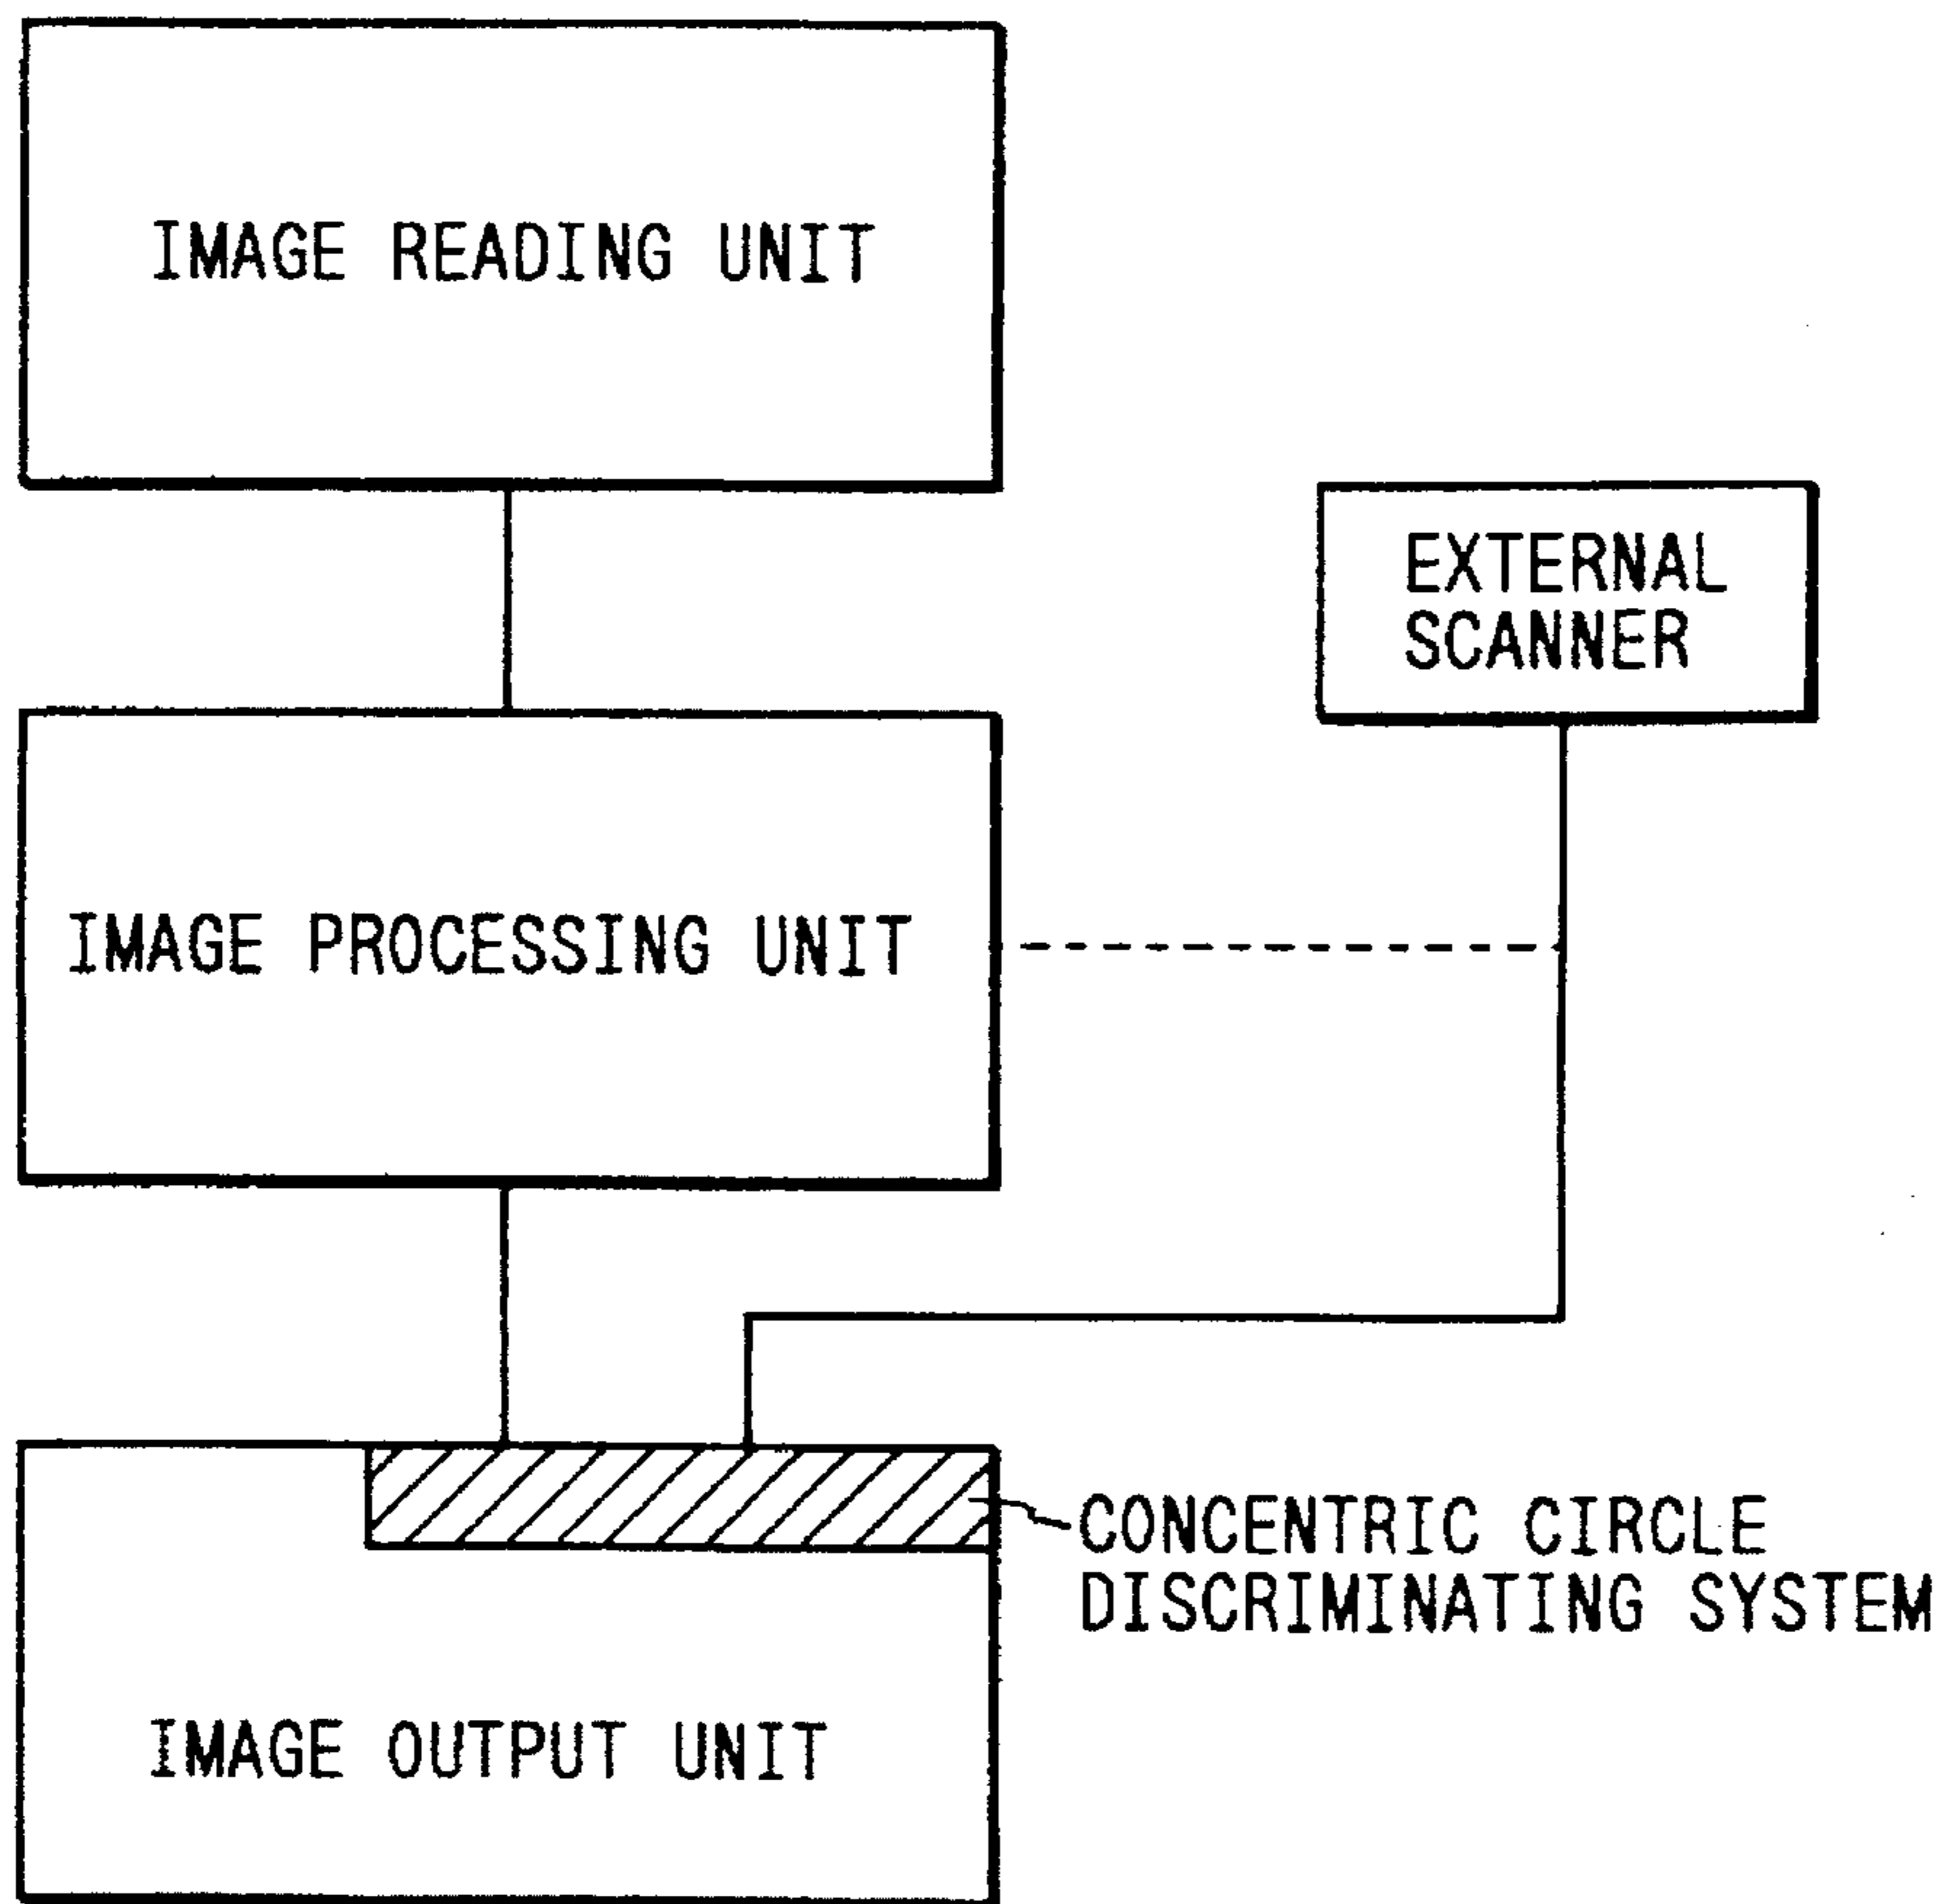 IMAGE READING UNIT
EXTERNAL
SCANNER
IMAGE PROCESSING UNIT
CONCENTRIC CIRCLE
DISCRIMINATING SYSTEM
IMAGE OUTPUT UNIT